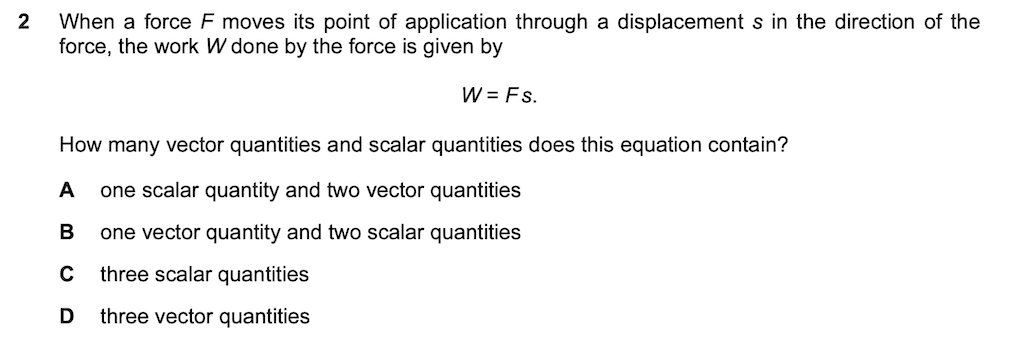 2 When a force F moves its point of application through a displacement s in the direction of the
force, the work W done by the force is given by
W = Fs.
How many vector quantities and scalar quantities does this equation contain?
A one scalar quantity and two vector quantities
B one vector quantity and two scalar quantities
C three scalar quantities
D three vector quantities